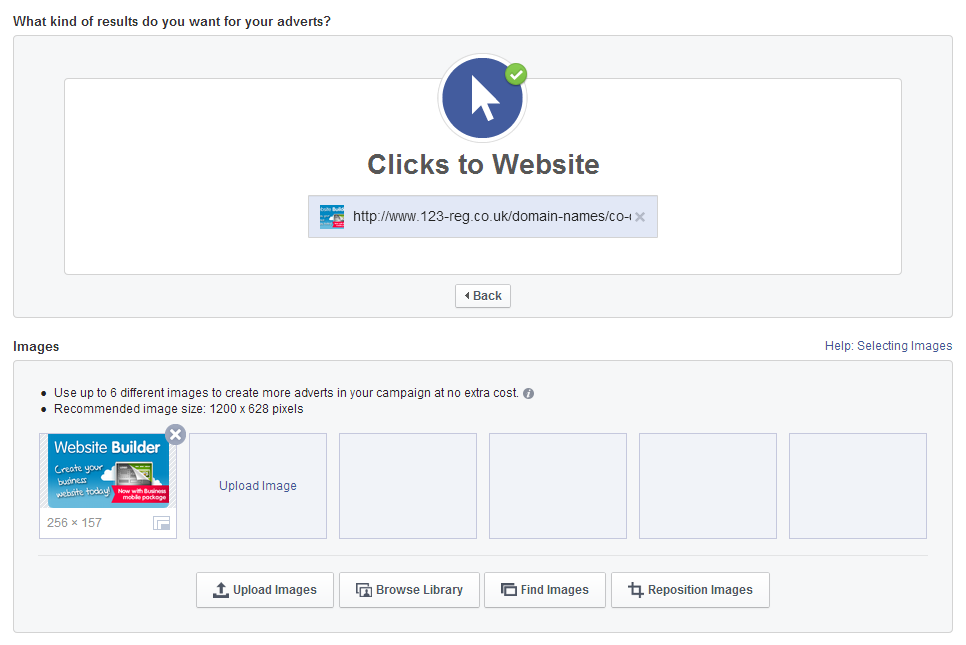 What kind of results do you want for your adverts?
Clicks to Website
http://www.123-reg.co.uk/domain-names/co-
Back
Images
Help: Selecting Images
Use up to 6 different images to create more adverts in your campaign at no extra cost.
Recommended image size: 1200 x 628 pixels
Website Builder
Create your
business
website today!
Now with Business
mobile package
256 × 157
Upload Image
Upload Images
Browse Library
Find Images
Reposition Images